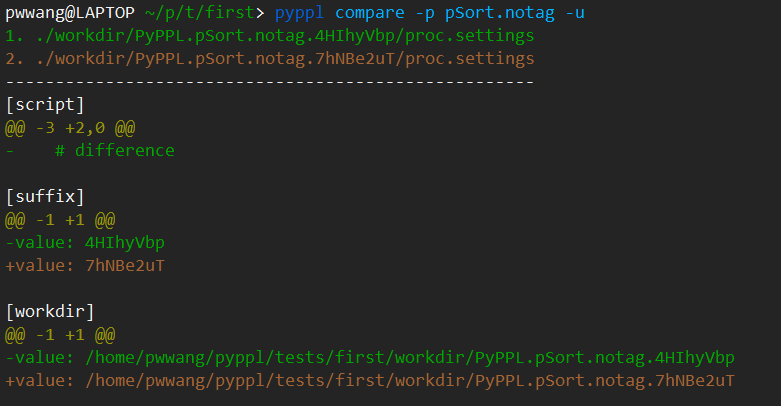 pwwang@LAPTOP ~/p/t/first> pyppl compare -p pSort.notag -u
1. ./workdir/PyPPL.pSort.notag.4HIhyVbp/proc.settings
2. ./workdir/PyPPL.pSort.notag.7hNBe2uT/proc.settings
-----------------------------------------------------
[script]
@@ -3 +2,0 @@
-    # difference
[suffix]
@@ -1 +1 @@
-value: 4HIhyVbp
+value: 7hNBe2uT
[workdir]
@@ -1 +1 @@
-value: /home/pwwang/pyppl/tests/first/workdir/PyPPL.pSort.notag.4HIhyVbp
+value: /home/pwwang/pyppl/tests/first/workdir/PyPPL.pSort.notag.7hNBe2uT